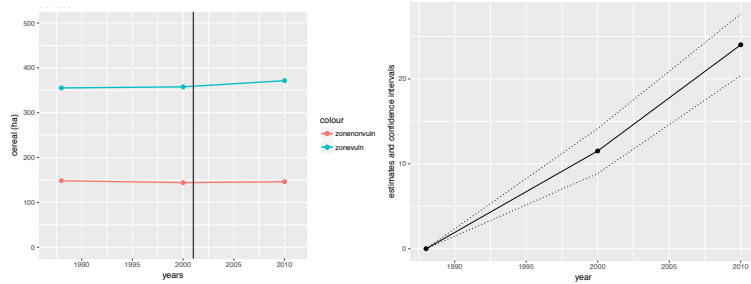 500
400
300
200
100
0
cereal (ha)
1990
1995
2000
2005
2010
years
colour
zonenonvuln
zonevuln
20
10
0
estimates and confidence intervals
1990
1995
2000
2005
2010
year